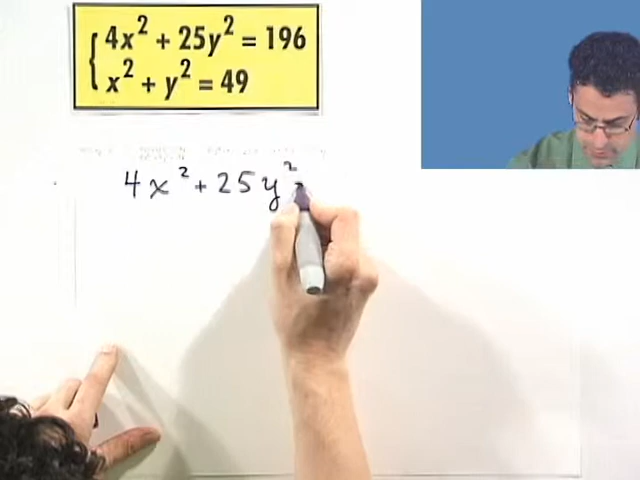 4x² + 25y² = 196
x² + y² = 49
4x² + 25y²